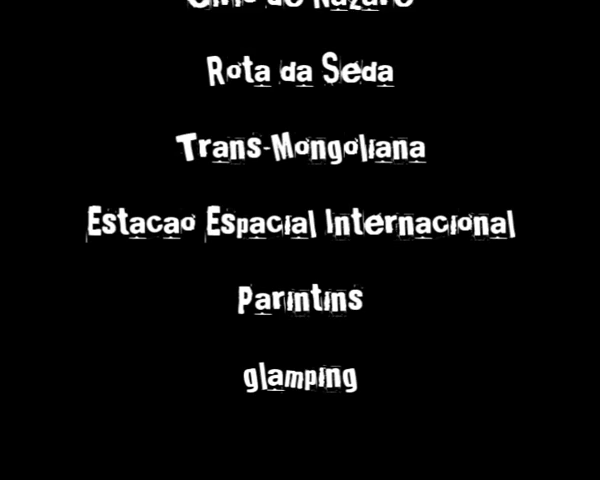 Rota da Seda
Trans-Mongoliana
Estacao Espacial Internacional
Parintins
glamping